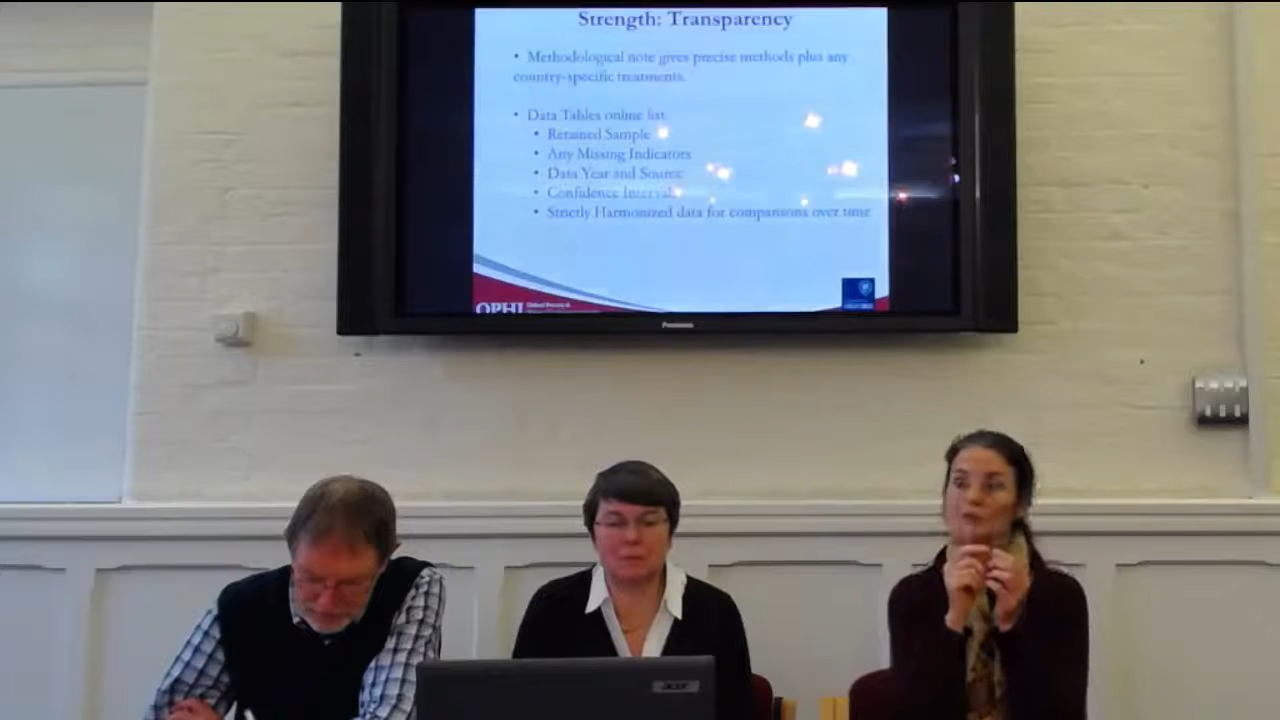 Strength: Transparency
• Methodological note gives precise methods plus any
country-specific treatments.
• Data Tables online list
• Retained Sample
• Any Missing Indicators
• Data Year and Source
• Confidence Intervals
• Strictly Harmonized data for comparisons over time
OPHI
Panasonic
acer